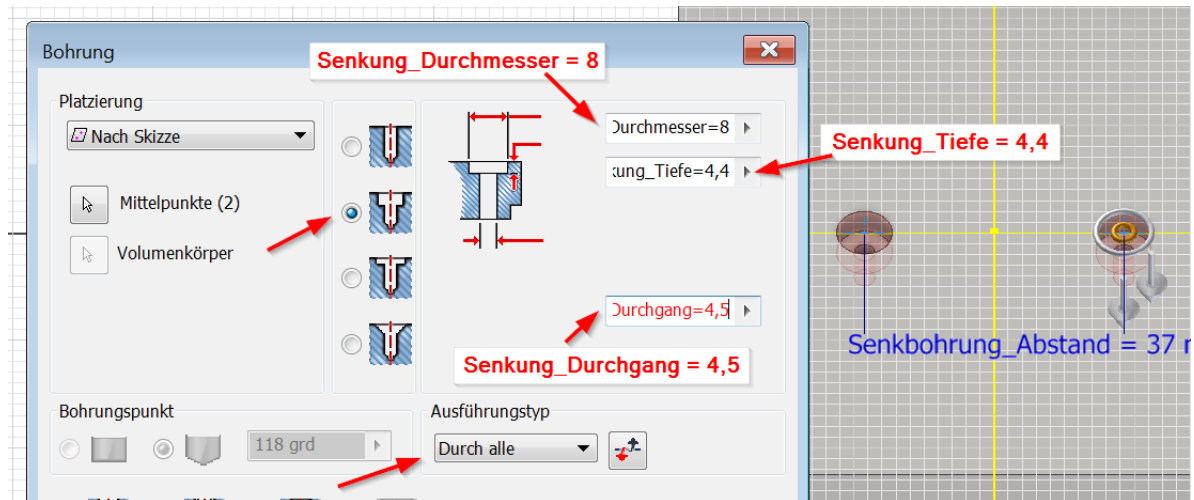 Bohrung
Senkung_Durchmesser = 8
Platzierung
Nach Skizze
Durchmesser=8
Senkung_Tiefe = 4,4
kung_Tiefe=4,4
Mittelpunkte (2)
Volumenkörper
Durchgang=4,5
Senkbohrung_Abstand = 37
Senkung_Durchgang = 4,5
Bohrungspunkt
Ausführungstyp
118 grd
Durch alle